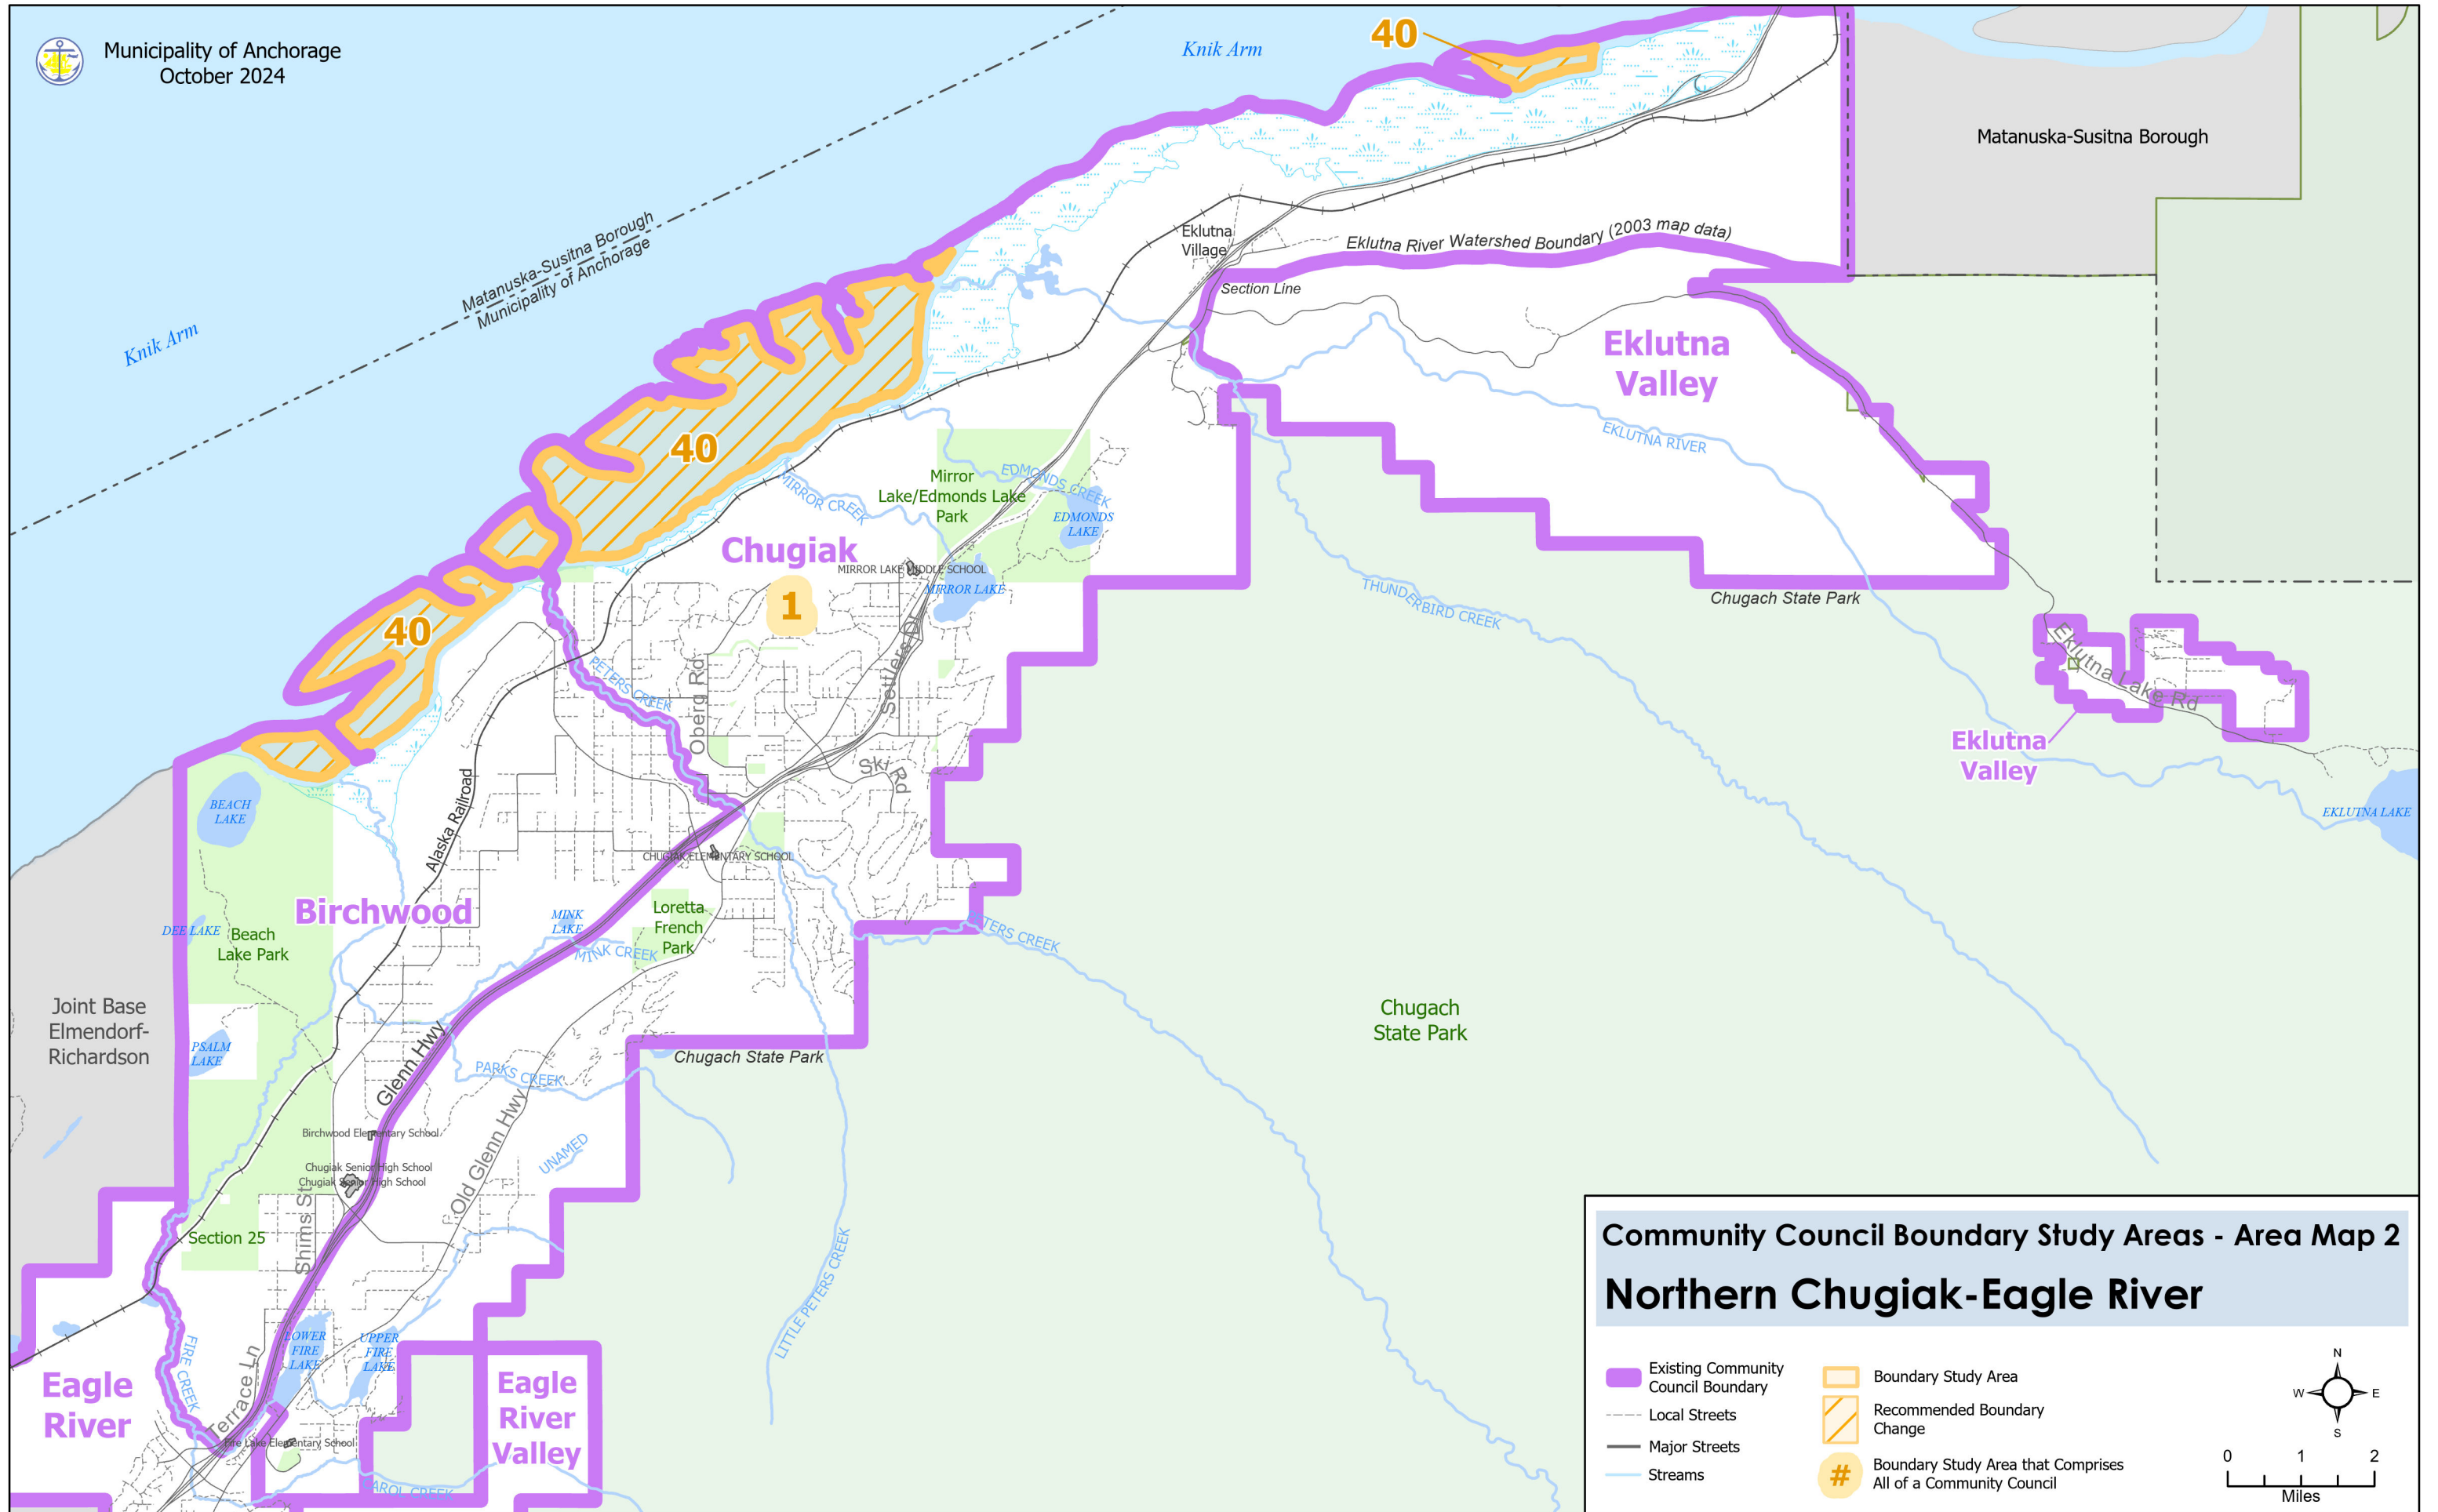 Municipality of Anchorage
October 2024
Knik Arm
40
Matanuska-Susitna Borough
Matanuska-Susitna Borough
Municipality of Anchorage
Knik Arm
Eklutna
Village
Eklutna River Watershed Boundary (2003 map data)
Section Line
Eklutna
Valley
EKLUTNA RIVER
40
Mirror
Lake/Edmonds Lake
Park
EDMONDS CREEK
EDMONDS
LAKE
MIRROR CREEK
Chugiak
MIRROR LAKE MIDDLE SCHOOL
MIRROR LAKE
1
THUNDERBIRD CREEK
Chugach State Park
40
PETERS CREEK
Oberg Rd
Settlers Dr
Eklutna Lake Rd
Eklutna
Valley
EKLUTNA LAKE
Ski Rd
BEACH
LAKE
Alaska Railroad
CHUGIAK ELEMENTARY SCHOOL
Birchwood
MINK
LAKE
Loretta
French
Park
DEE LAKE
Beach
Lake Park
MINK CREEK
PETERS CREEK
Joint Base
Elmendorf-
Richardson
PSALM
LAKE
Glenn Hwy
Chugach State Park
Chugach
State Park
PARKS CREEK
Birchwood Elementary School
Old Glenn Hwy
UNAMED
Chugiak Senior High School
Chugiak Senior High School
Shims St
Section 25
LITTLE PETERS CREEK
FIRE CREEK
LOWER
FIRE
LAKE
UPPER
FIRE
LAKE
Terrace Ln
Eagle
River
Eagle
River
Valley
Fire Lake Elementary School
CAROL CREEK
Community Council Boundary Study Areas - Area Map 2
Northern Chugiak-Eagle River
Existing Community
Council Boundary
Local Streets
Major Streets
Streams
Boundary Study Area
Recommended Boundary
Change
#
Boundary Study Area that Comprises
All of a Community Council
N
W
E
S
0 1 2
Miles